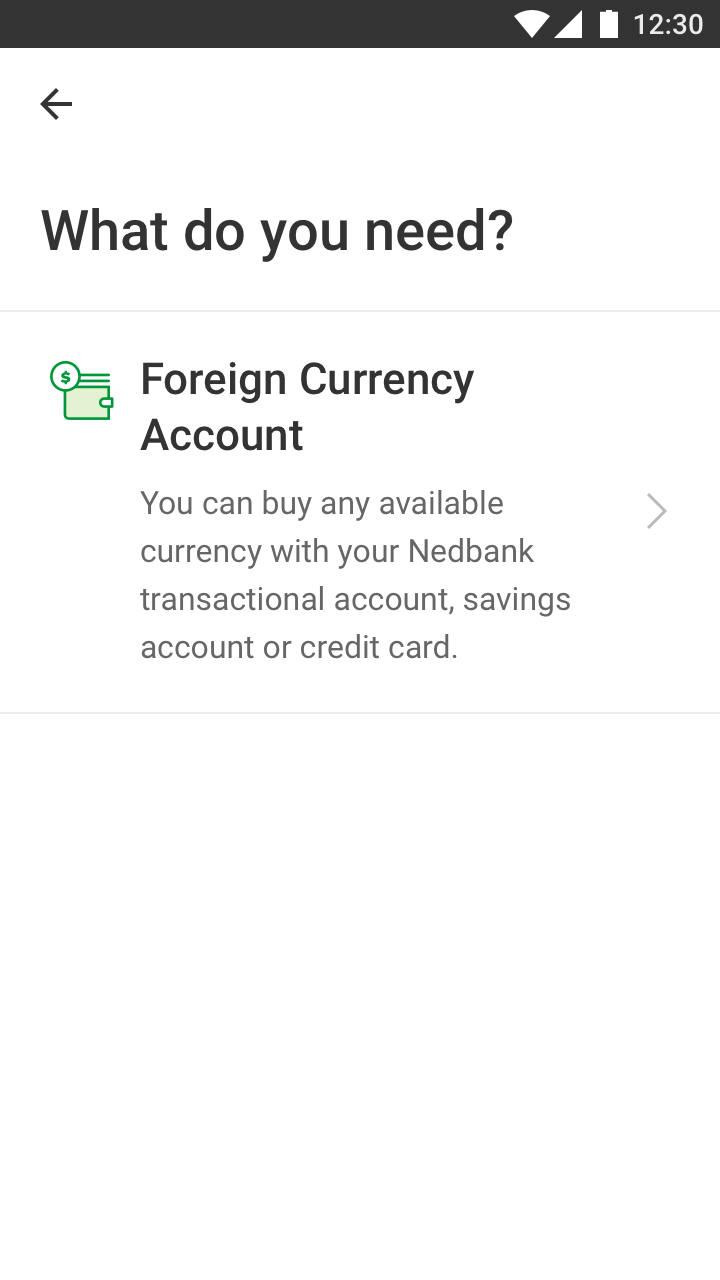 12:30
What do you need?
$
Foreign Currency
Account
You can buy any available
currency with your Nedbank
transactional account, savings
account or credit card.